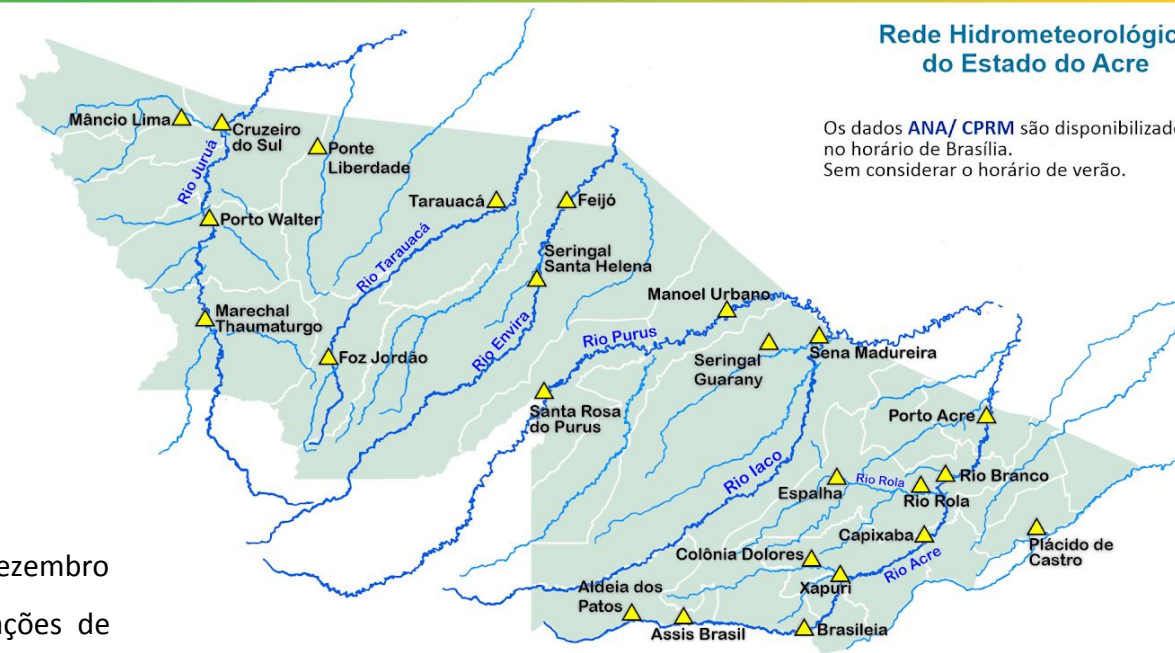 Rede Hidrometeorológic
do Estado do Acre
Os dados ANA/ CPRM são disponibilizad
no horário de Brasília.
Sem considerar o horário de verão.
Mâncio Lima
Cruzeiro
do Sul
Ponte
Liberdade
Rio Juruá
Tarauacá
Feijó
Porto Walter
Rio Tarauacá
Seringal
Santa Helena
Manoel Urbano
Marechal
Thaumaturgo
Rio Envira
Rio Purus
Foz Jordão
Seringal
Guarany
Sena Madureira
Santa Rosa
do Purus
Porto Acre
Rio Iaco
Espalha
Rio Rola
Rio Branco
Rio Rola
Capixaba
Plácido de
Castro
Colônia Dolores
Rio Acre
Xapuri
Aldeia dos
Patos
Assis Brasil
Brasileia
ezembro
ções de